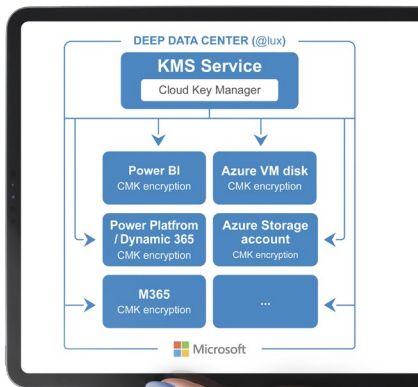 DEEP DATA CENTER (@lux)
KMS Service
Cloud Key Manager
Power BI
CMK encryption
Azure VM disk
CMK encryption
Power Platfrom
/ Dynamic 365
CMK encryption
Azure Storage
account
CMK encryption
M365
CMK encryption
...
Microsoft